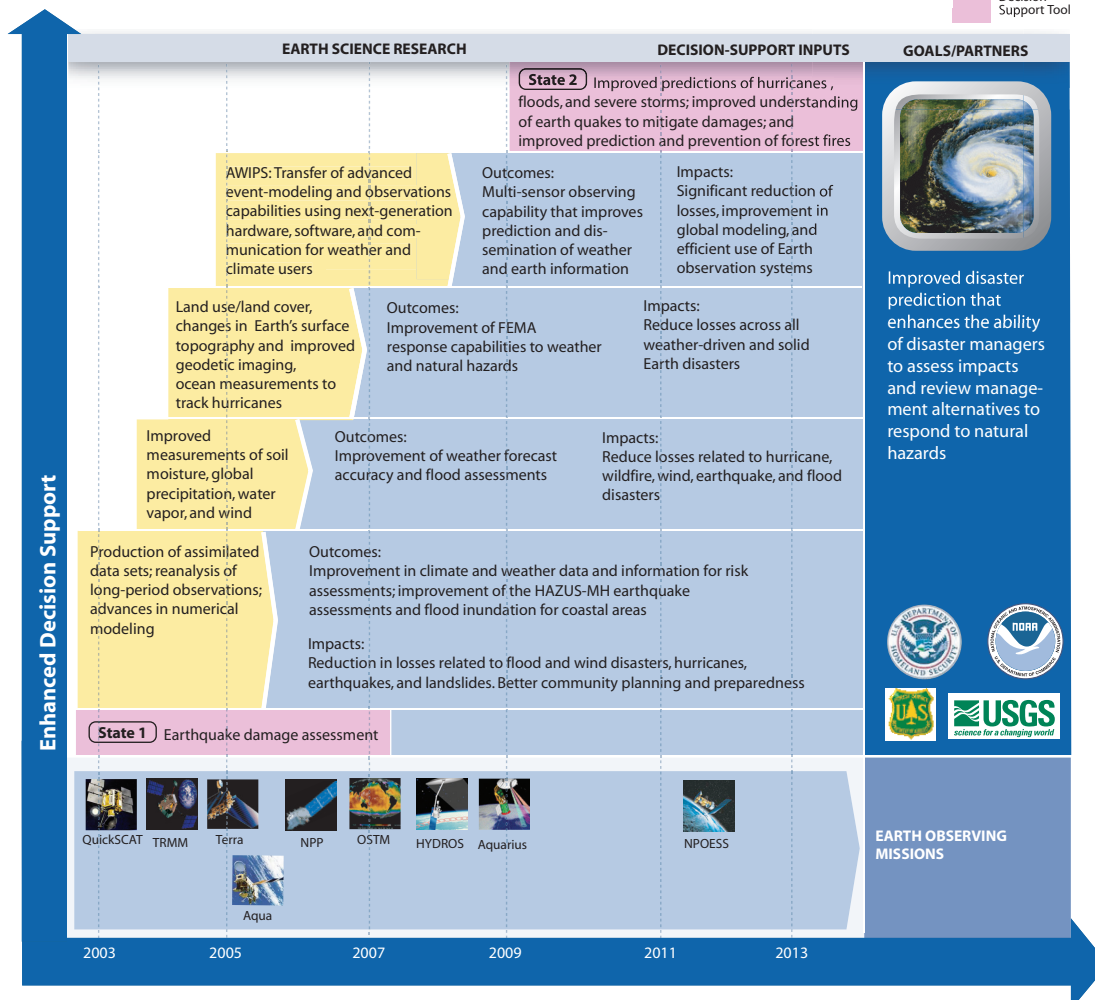 Support Tool
EARTH SCIENCE RESEARCH
DECISION-SUPPORT INPUTS
GOALS/PARTNERS
State 2 Improved predictions of hurricanes ,
floods, and severe storms; improved understanding
of earth quakes to mitigate damages; and
improved prediction and prevention of forest fires
AWIPS: Transfer of advanced
event-modeling and observations
capabilities using next-generation
hardware, software, and com-
munication for weather and
climate users
Outcomes:
Multi-sensor observing
capability that improves
prediction and dis-
semination of weather
and earth information
Impacts:
Significant reduction of
losses, improvement in
global modeling, and
efficient use of Earth
observation systems
Land use/land cover,
changes in Earth's surface
topography and improved
geodetic imaging,
ocean measurements to
track hurricanes
Outcomes:
Improvement of FEMA
response capabilities to weather
and natural hazards
Impacts:
Reduce losses across all
weather-driven and solid
Earth disasters
Improved
measurements of soil
moisture, global
precipitation, water
vapor, and wind
Outcomes:
Improvement of weather forecast
accuracy and flood assessments
Impacts:
Reduce losses related to hurricane,
wildfire, wind, earthquake, and flood
disasters
Production of assimilated
data sets; reanalysis of
long-period observations;
advances in numerical
modeling
Outcomes:
Improvement in climate and weather data and information for risk
assessments; improvement of the HAZUS-MH earthquake
assessments and flood inundation for coastal areas
Impacts:
Reduction in losses related to flood and wind disasters, hurricanes,
earthquakes, and landslides. Better community planning and preparedness
State 1 Earthquake damage assessment
Improved disaster
prediction that
enhances the ability
of disaster managers
to assess impacts
and review manage-
ment alternatives to
respond to natural
hazards
U.S. DEPARTMENT OF
HOMELAND SECURITY
NATIONAL OCEANIC AND ATMOSPHERIC ADMINISTRATION
NOAA
U.S. DEPARTMENT OF COMMERCE
UAS
USGS
science for a changing world
Enhanced Decision Support
QuickSCAT
TRMM
Terra
NPP
OSTM
HYDROS
Aquarius
NPOESS
Aqua
EARTH OBSERVING
MISSIONS
2003
2005
2007
2009
2011
2013